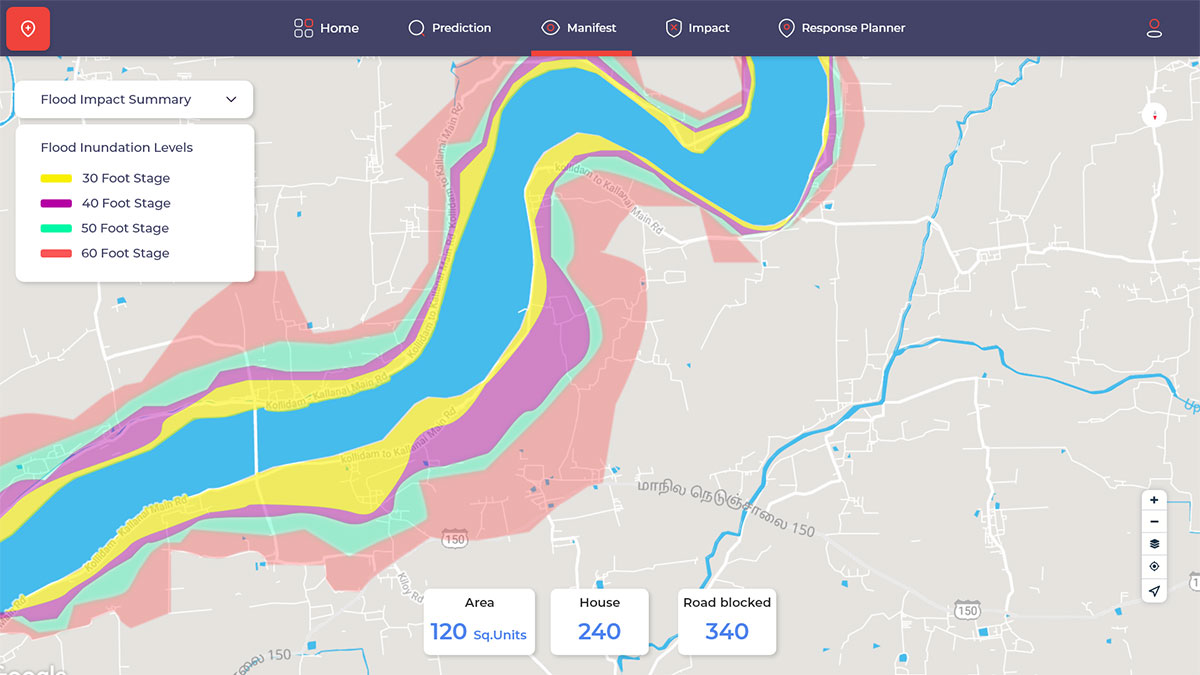 Home
Prediction
Manifest
Impact
Response Planner
Flood Impact Summary
Flood Inundation Levels
30 Foot Stage
40 Foot Stage
50 Foot Stage
60 Foot Stage
Kollidam to Kallanai Main Rd
Kollidam to Kallanai Main Rd
kollidam to Kallanai Main Rd
Kollidam to Kallanai Main Rd
kollidam to Kallanai Main Rd
Kollidam to Kallanai Main Rd
Kiloy Rd
மாநில நெடுஞ்சாலை 150
150
150
150
Area
120 Sq.Units
House
240
Road blocked
340
Google